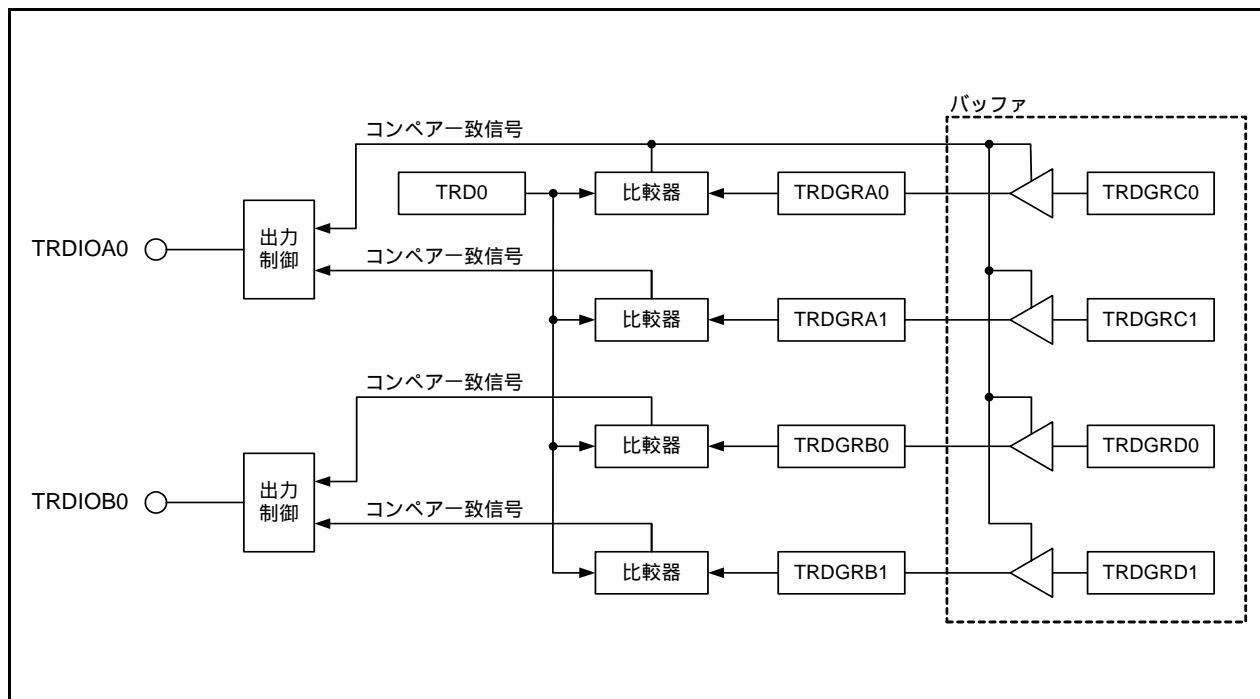 バッファ
コンペア一致信号
TRD0
比較器
TRDGRA0
TRDGRC0
TRDIOA0
出力
制御
コンペア一致信号
比較器
TRDGRA1
TRDGRC1
コンペア一致信号
比較器
TRDGRB0
TRDGRD0
TRDIOB0
出力
制御
コンペア一致信号
比較器
TRDGRB1
TRDGRD1